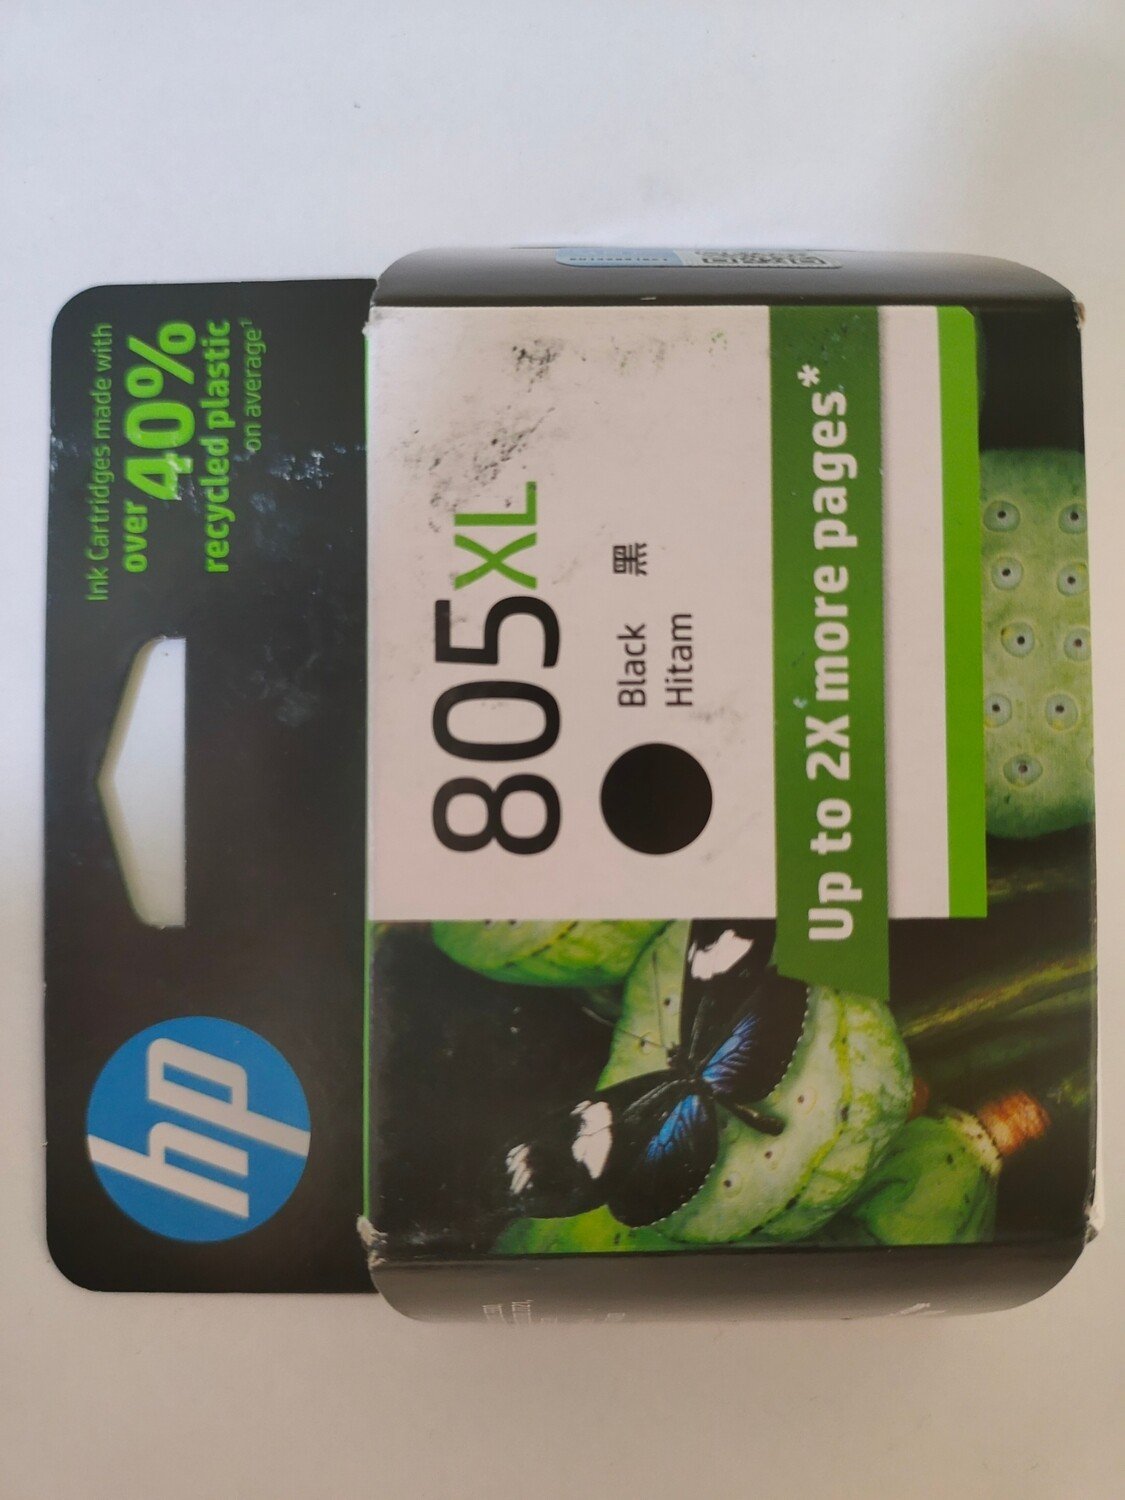 hp
Ink Cartridges made with
over 40%
recycled plastic
on average¹
805XL
Black 黑
Hitam
Up to 2X more pages*